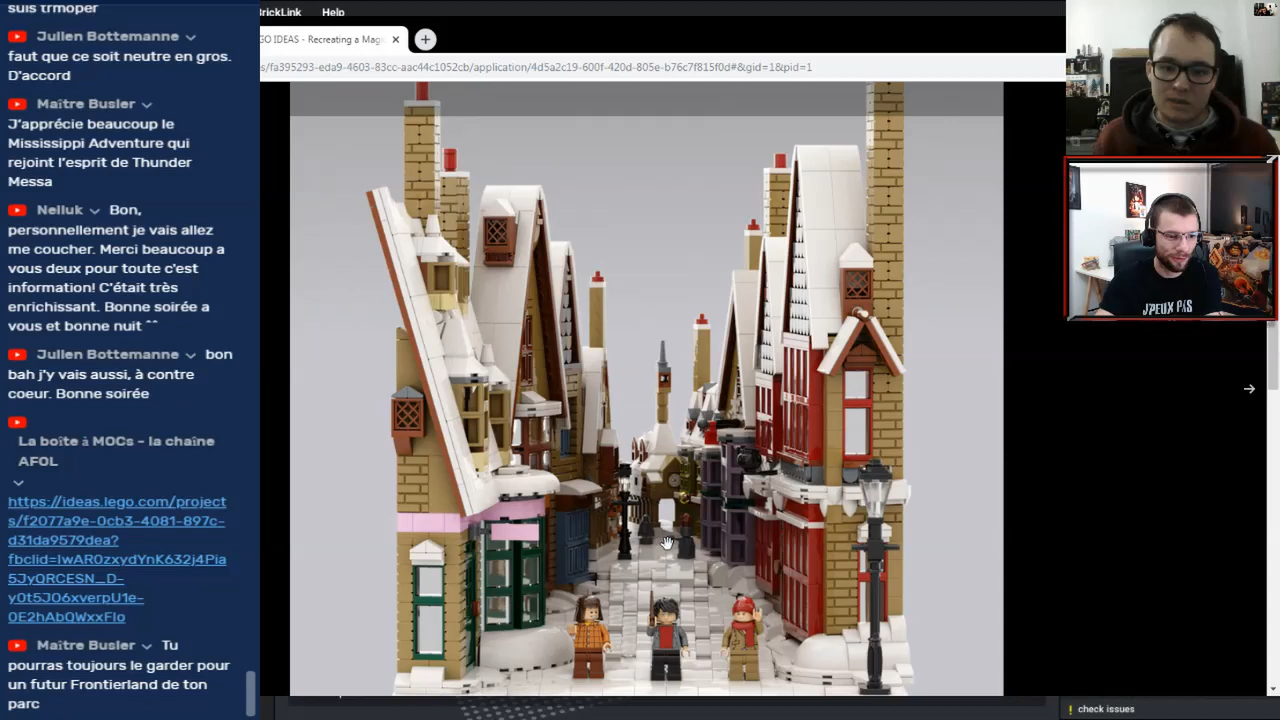 suis trmoper
Julien Bottemanne
faut que ce soit neutre en gros.
D'accord
Maître Busler
J'apprécie beaucoup le
Mississippi Adventure qui
rejoint l'esprit de Thunder
Messa
Nelluk Bon,
personnellement je vais allez
me coucher. Merci beaucoup a
vous deux pour toute c'est
information! C'était très
enrichissant. Bonne soirée a
vous et bonne nuit ^^
Julien Bottemanne bon
bah j'y vais aussi, à contre
coeur. Bonne soirée
La boîte à MOCs - la chaîne
AFOL
https://ideas.lego.com/project
s/f2077a9e-0cb3-4081-897c-
d31da9579dea?
fbclid=IwAR0zxydYnK632j4Pia
5JyQRCESN_D-
y0t5JO6xverpU1e-
0E2hAbQWxxFlo
Maître Busler Tu
pourras toujours le garder pour
un futur Frontierland de ton
parc
BrickLink Help
GO IDEAS - Recreating a Mag
s/fa395293-eda9-4603-83cc-aac44c1052cb/application/4d5a2c19-600f-420d-805e-b76c7f815f0d#&gid=1&pid=1
J'PEUX PAS
check issues